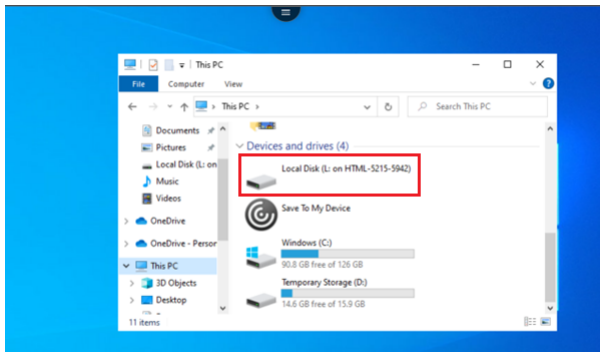 This PC
File Computer View
This PC
Search This PC
Documents
Pictures
Local Disk (L: on
Music
Videos
OneDrive
OneDrive - Person
This PC
3D Objects
Desktop
Devices and drives (4)
Local Disk (L: on HTML-5215-5942)
Save To My Device
Windows (C:)
90.8 GB free of 126 GB
Temporary Storage (D:)
14.6 GB free of 15.9 GB
11 items